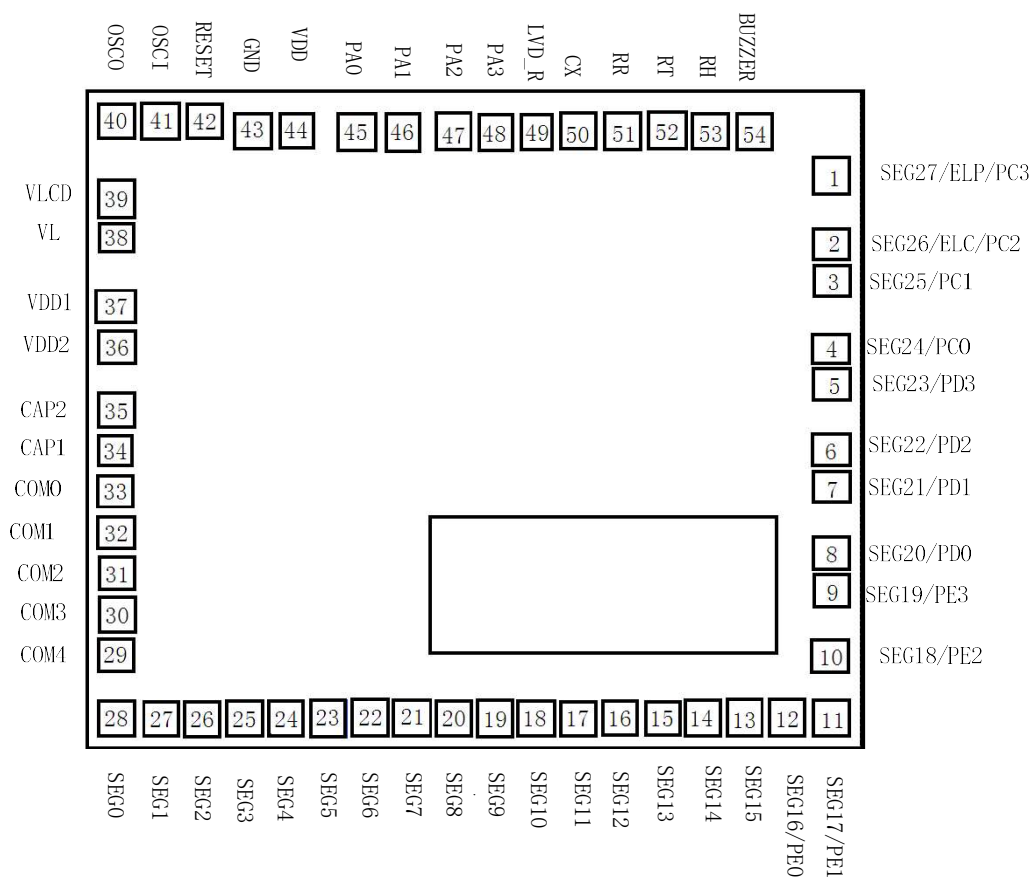 OSCO
OSCI
RESET
GND
VDD
PA0
PA1
PA2
PA3
LVD_R
CX
RR
RT
RH
BUZZER
40 41 42 43 44 45 46 47 48 49 50 51 52 53 54
1 SEG27/ELP/PC3
VLCD 39
VL 38
2 SEG26/ELC/PC2
3 SEG25/PC1
VDD1 37
VDD2 36
4 SEG24/PC0
5 SEG23/PD3
CAP2 35
CAP1 34
6 SEG22/PD2
COM0 33
7 SEG21/PD1
COM1 32
8 SEG20/PD0
COM2 31
9 SEG19/PE3
COM3 30
COM4 29
10 SEG18/PE2
28 27 26 25 24 23 22 21 20 19 18 17 16 15 14 13 12 11
SEG0
SEG1
SEG2
SEG3
SEG4
SEG5
SEG6
SEG7
SEG8
SEG9
SEG10
SEG11
SEG12
SEG13
SEG14
SEG15
SEG16/PE0
SEG17/PE1